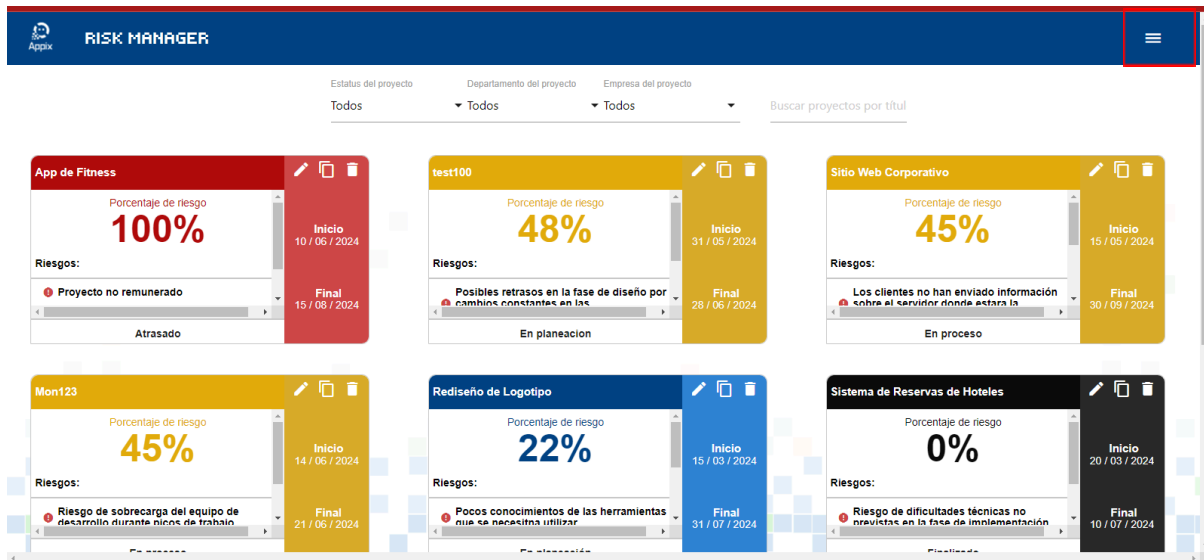 Appix
RISK MANAGER
Estatus del proyecto
Departamento del proyecto
Empresa del proyecto
Todos
Todos
Todos
Buscar proyectos por títul
App de Fitness
Porcentaje de riesgo
100%
Riesgos:
Proyecto no remunerado
Atrasado
Inicio
10 / 06 / 2024
Final
15 / 08 / 2024
test100
Porcentaje de riesgo
48%
Riesgos:
Posibles retrasos en la fase de diseño por
cambios constantes en las
En planeacion
Inicio
31 / 05 / 2024
Final
28 / 06 / 2024
Sitio Web Corporativo
Porcentaje de riesgo
45%
Riesgos:
Los clientes no han enviado información
sobre el servidor donde estara la
En proceso
Inicio
15 / 05 / 2024
Final
30 / 09 / 2024
Mon123
Porcentaje de riesgo
45%
Riesgos:
Riesgo de sobrecarga del equipo de
desarrollo durante picos de trabajo
En proceso
Inicio
14 / 06 / 2024
Final
21 / 06 / 2024
Rediseño de Logotipo
Porcentaje de riesgo
22%
Riesgos:
Pocos conocimientos de las herramientas
que se necesitna utilizar
En planeación
Inicio
15 / 03 / 2024
Final
31 / 07 / 2024
Sistema de Reservas de Hoteles
Porcentaje de riesgo
0%
Riesgos:
Riesgo de dificultades técnicas no
previstas en la fase de implementación
Finalizado
Inicio
20 / 03 / 2024
Final
10 / 07 / 2024